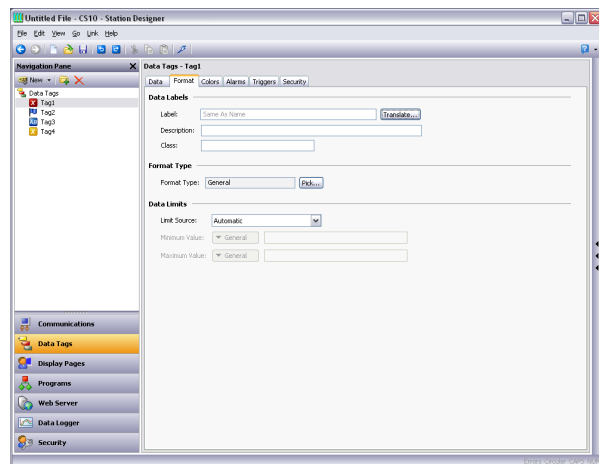 Untitled File - CS10 - Station Designer
File Edit View Go Link Help
Navigation Pane X
New
Data Tags
Tag1
Tag2
Tag3
Tag4
Communications
Data Tags
Display Pages
Programs
Web Server
Data Logger
Security
Data Tags - Tag1
Data Format Colors Alarms Triggers Security
Data Labels
Label: Same As Name Translate...
Description:
Class:
Format Type
Format Type: General Pick...
Data Limits
Limit Source: Automatic
Minimum Value: General
Maximum Value: General